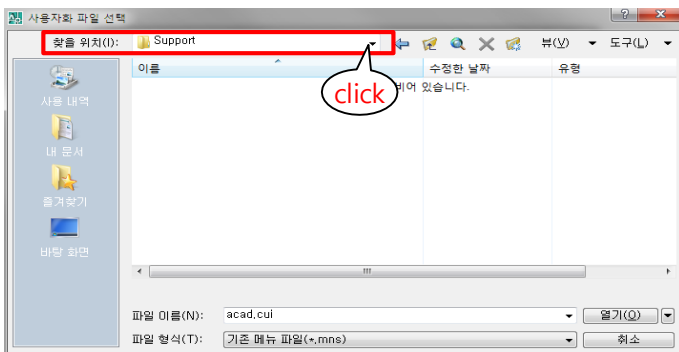 사용자화 파일 선택
찾을 위치(I): Support 뷰(V) 도구(L)
이름 수정한 날짜 유형
click 비어 있습니다.
사용 내역
내 문서
즐겨찾기
바탕 화면
파일 이름(N): acad.cui 열기(O)
파일 형식(T): 기존 메뉴 파일(*.mns) 취소